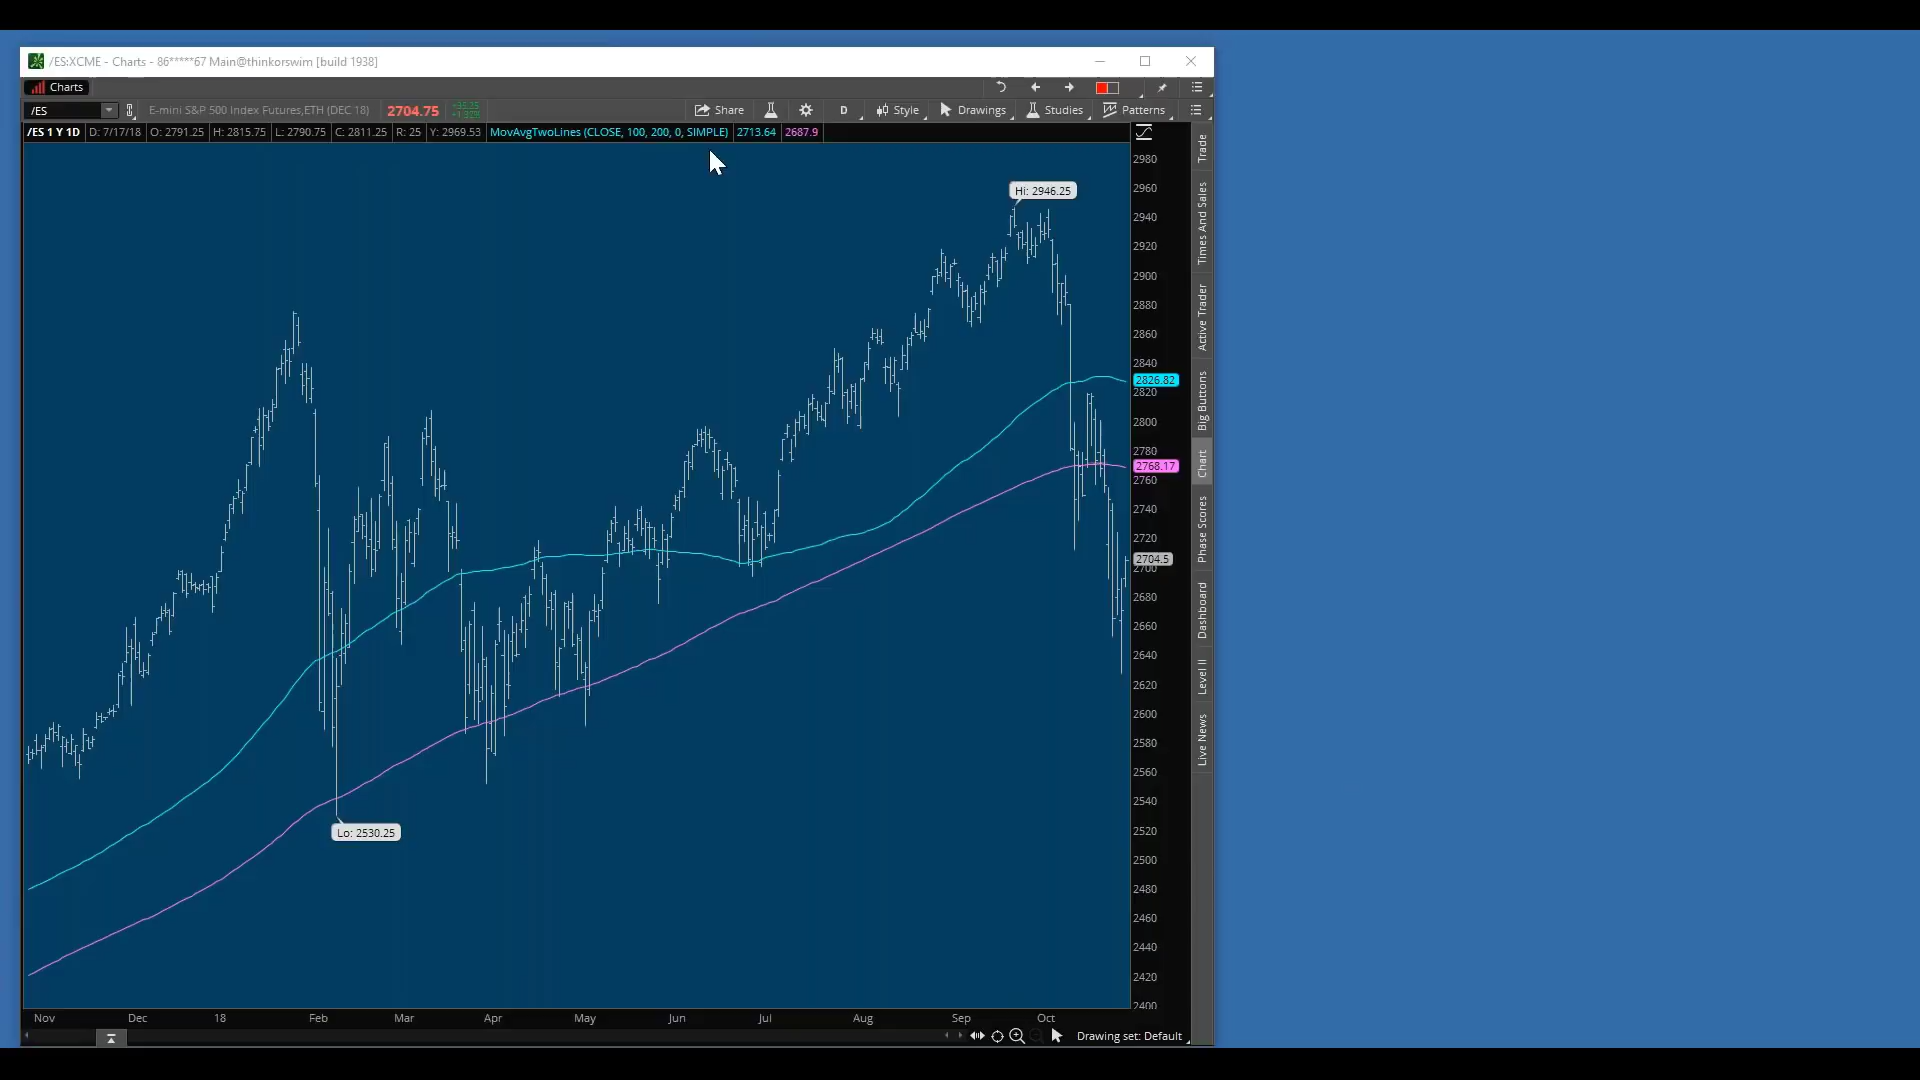 /ES:XCME - Charts - 86*****67 Main@thinkorswim [build 1938]
Charts
/ES E-mini S&P 500 Index Futures,ETH (DEC 18) 2704.75 +35.25 +1.32% Share D Style Drawings Studies Patterns
/ES 1 Y 1D D: 7/17/18 O: 2791.25 H: 2815.75 L: 2790.75 C: 2811.25 R: 25 Y: 2969.53 MovAvgTwoLines (CLOSE, 100, 200, 0, SIMPLE) 2713.64 2687.9
Hi: 2946.25
Lo: 2530.25
2980
2960
2940
2920
2900
2880
2860
2840
2826.82
2820
2800
2780
2768.17
2760
2740
2720
2704.5
2700
2680
2660
2640
2620
2600
2580
2560
2540
2520
2500
2480
2460
2440
2420
2400
Trade
Times And Sales
Active Trader
Big Buttons
Chart
Phase Scores
Dashboard
Level II
Live News
Nov Dec 18 Feb Mar Apr May Jun Jul Aug Sep Oct
Drawing set: Default